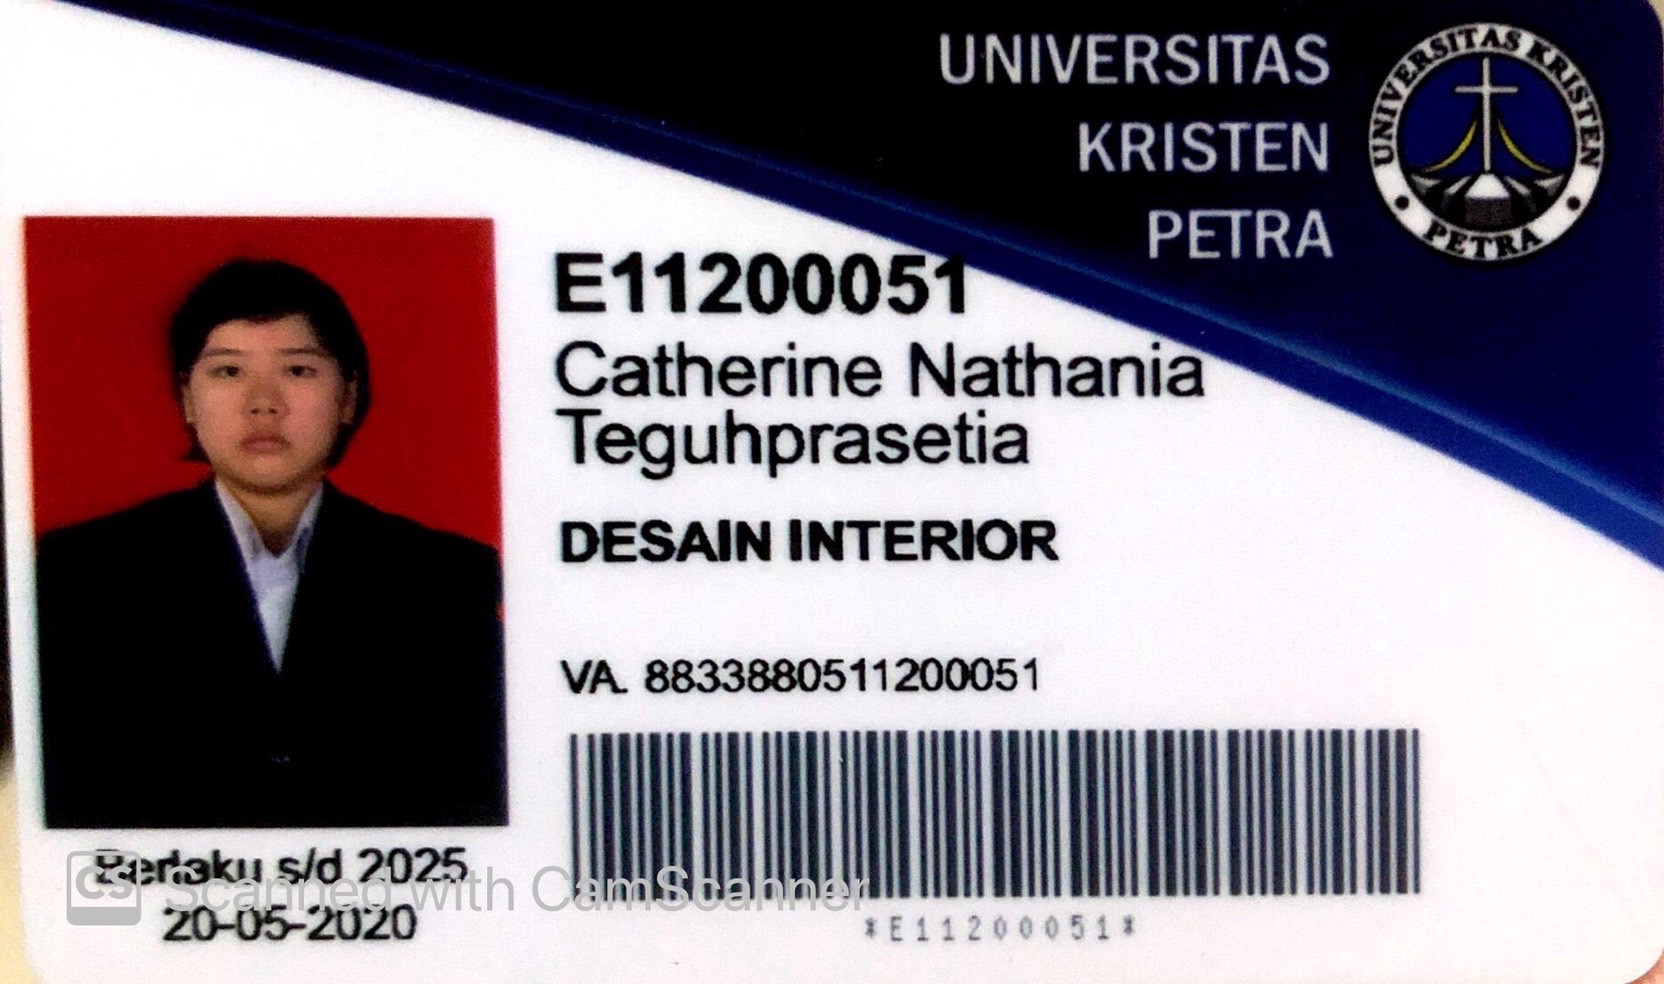 UNIVERSITAS
KRISTEN
PETRA
UNIVERSITAS KRISTEN
PETRA
E11200051
Catherine Nathania
Teguhprasetia
DESAIN INTERIOR
VA. 8833880511200051
*E11200051*
Berlaku s/d 2025
20-05-2020
CS Scanned with CamScanner